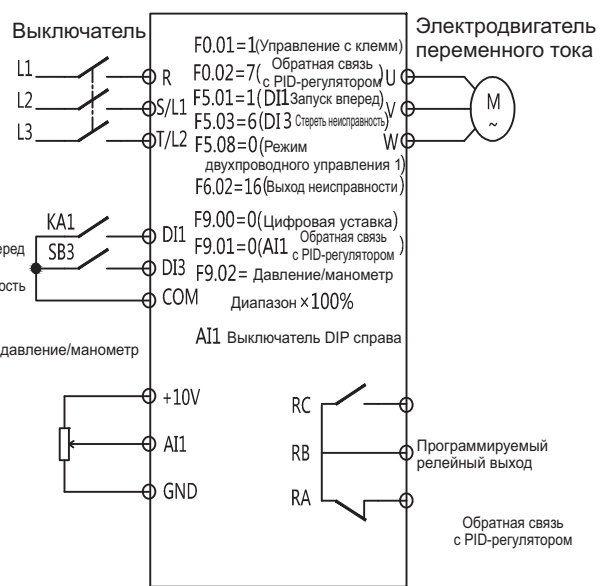 Выключатель
Электродвигатель
переменного тока
L1
L2
L3
R
S/L1
T/L2
F0.01=1(Управление с клемм)
F0.02=7(Обратная связь
с PID-регулятором)
F5.01=1(DI1Запуск вперед)
F5.03=6(DI3 Стереть неисправность)
F5.08=0(Режим
двухпроводного управления 1)
F6.02=16(Выход неисправности)
U
V
W
M
~
KA1
SB3
DI1
DI3
COM
F9.00=0(Цифровая уставка)
F9.01=0(AI1 Обратная связь
с PID-регулятором)
F9.02= Давление/манометр
Диапазон×100%
AI1 Выключатель DIP справа
давление/манометр
+10V
AI1
GND
RC
RB
RA
Программируемый
релейный выход
Обратная связь
с PID-регулятором